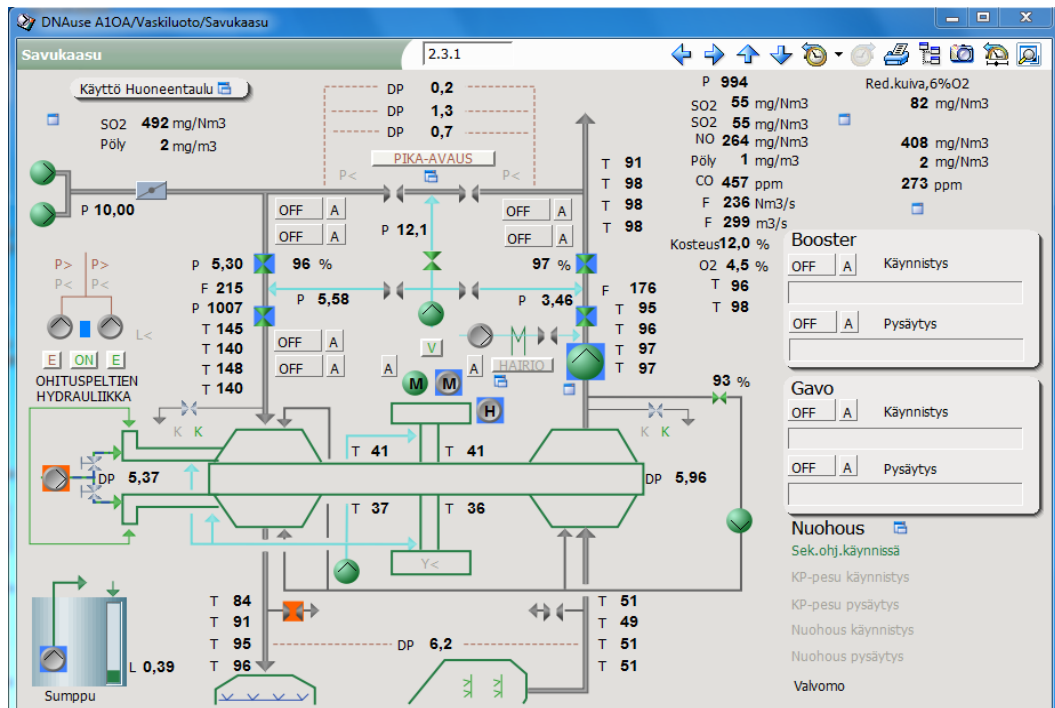 DNAuse A1OA/Vaskiluoto/Savukaasu
Savukaasu
2.3.1
Käyttö Huoneentaulu
SO2 492 mg/Nm3
Pöly 2 mg/m3
DP 0,2
DP 1,3
DP 0,7
PIKA-AVAUS
P< P<
P 994
Red.kuiva,6%O2
SO2 55 mg/Nm3 82 mg/Nm3
SO2 55 mg/Nm3
NO 264 mg/Nm3 408 mg/Nm3
Pöly 1 mg/m3 2 mg/Nm3
CO 457 ppm 273 ppm
F 236 Nm3/s
F 299 m3/s
Kosteus 12,0 %
O2 4,5 %
T 96
T 98
T 91
T 98
T 98
T 98
P 10,00
OFF A
OFF A
P 12,1
OFF A
OFF A
P> P>
P< P<
L<
P 5,30 96 %
97 %
F 215
P 5,58
P 3,46
F 176
P 1007
T 145
T 140
T 148
T 140
T 95
T 96
T 97
T 97
OFF A
OFF A
V
HAIRIO
A A
M M
H
E ON E
OHITUSPELTIEN
HYDRAULIIKKA
93 %
K K
K K
T 41 T 41
DP 5,37
DP 5,96
T 37 T 36
Y<
T 84
T 91
T 95
T 96
DP 6,2
T 51
T 49
T 51
T 51
L 0,39
Sumppu
Booster
OFF A Käynnistys
OFF A Pysäytys
Gavo
OFF A Käynnistys
OFF A Pysäytys
Nuohous
Sek.ohj.käynnissä
KP-pesu käynnistys
KP-pesu pysäytys
Nuohous käynnistys
Nuohous pysäytys
Valvomo